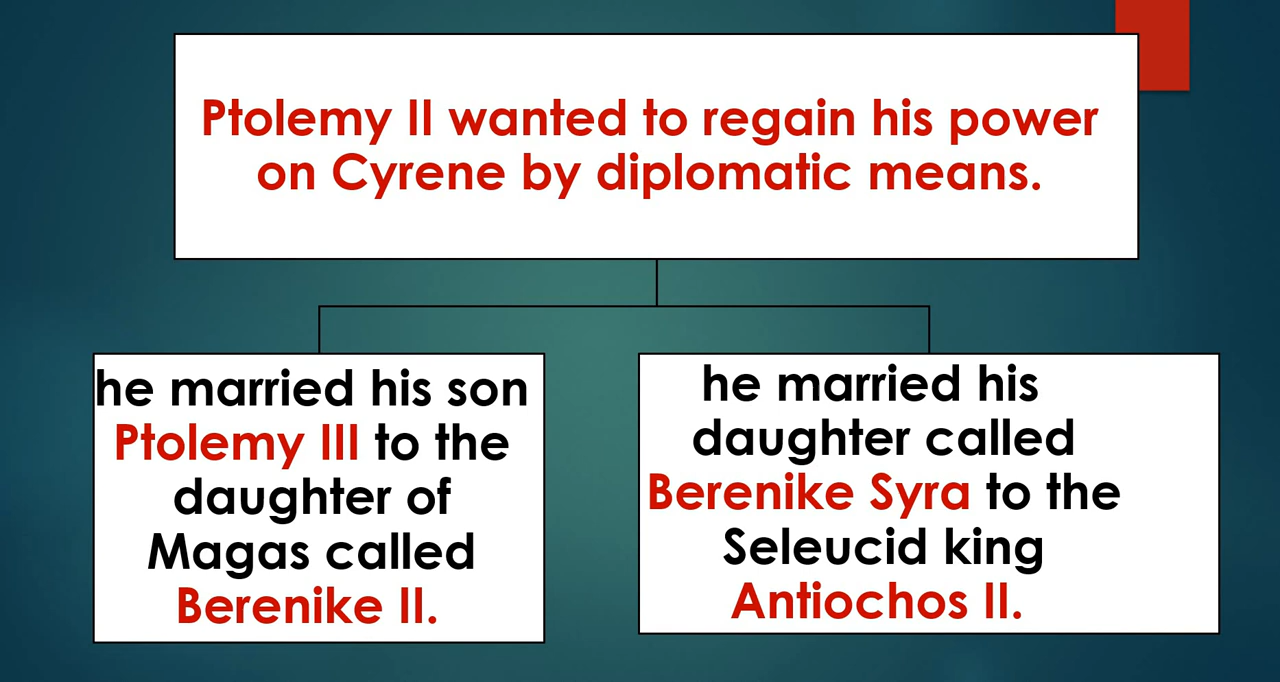 Ptolemy II wanted to regain his power
on Cyrene by diplomatic means.
he married his son
Ptolemy III to the
daughter of
Magas called
Berenike II.
he married his
daughter called
Berenike Syra to the
Seleucid king
Antiochos II.